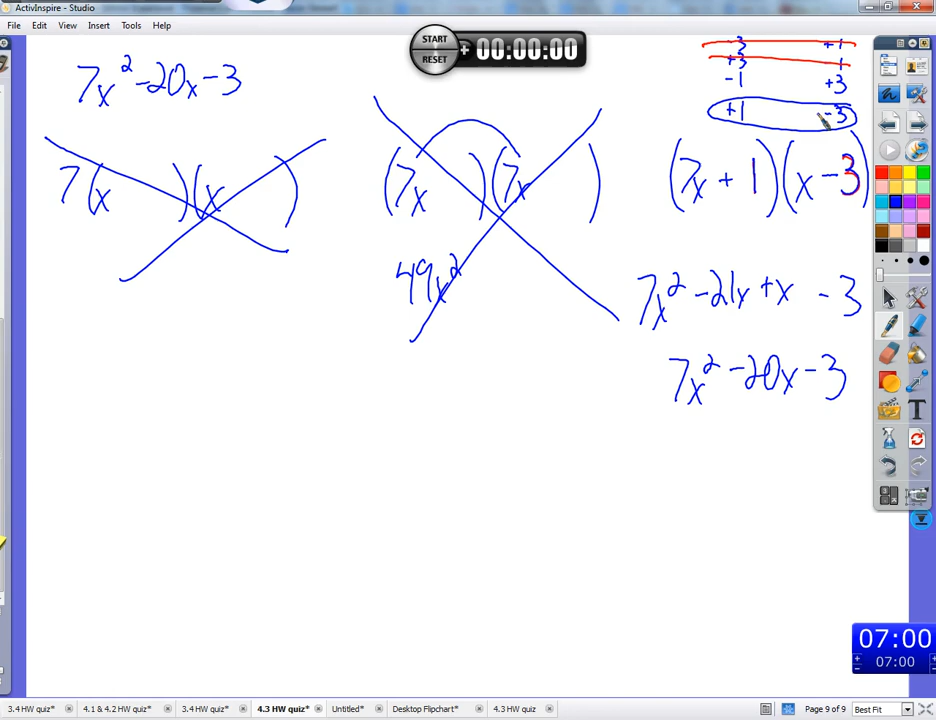 ActivInspire - Studio
File Edit View Insert Tools Help
START
RESET
+ 00:00:00
7x² -20x -3
-3 +1
+3 -1
-1 +3
+1 -3
7(x )(x )
(7x )(7x )
(7x + 1)(x - 3)
49x²
7x² -21x +x -3
7x² -20x -3
T
07:00
07:00
3.4 HW quiz* 4.1 & 4.2 HW quiz* 3.4 HW quiz* 4.3 HW quiz* Untitled* Desktop Flipchart* 4.3 HW quiz Page 9 of 9 Best Fit